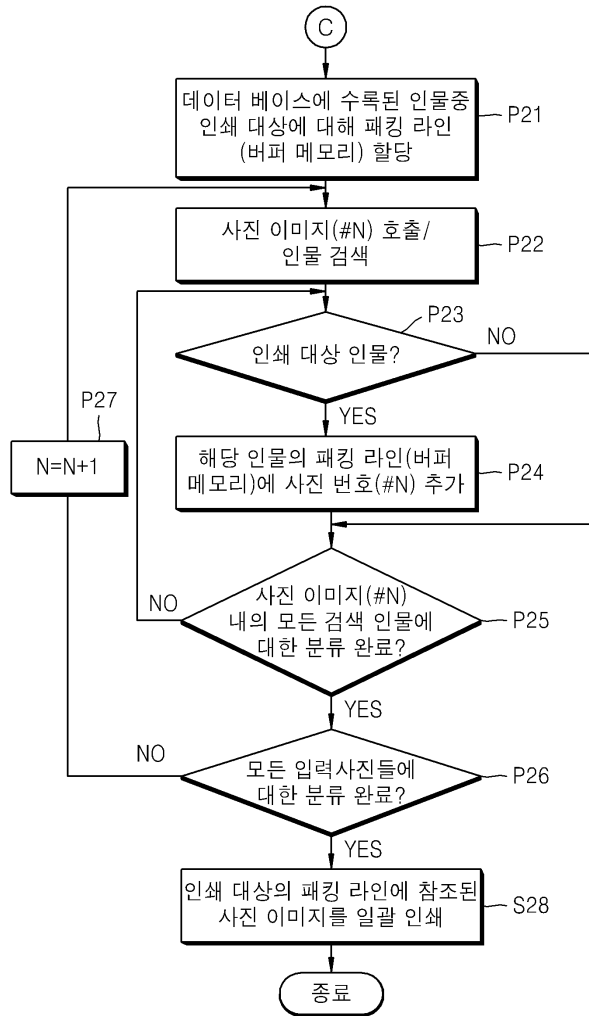 C
데이터 베이스에 수록된 인물중
인쇄 대상에 대해 패킹 라인
(버퍼 메모리) 할당
P21
사진 이미지(#N) 호출/
인물 검색
P22
P23
인쇄 대상 인물?
NO
YES
P27
N=N+1
해당 인물의 패킹 라인(버퍼
메모리)에 사진 번호(#N) 추가
P24
사진 이미지(#N)
내의 모든 검색 인물에
대한 분류 완료?
NO
P25
YES
NO
모든 입력사진들에
대한 분류 완료?
P26
YES
인쇄 대상의 패킹 라인에 참조된
사진 이미지를 일괄 인쇄
S28
종료